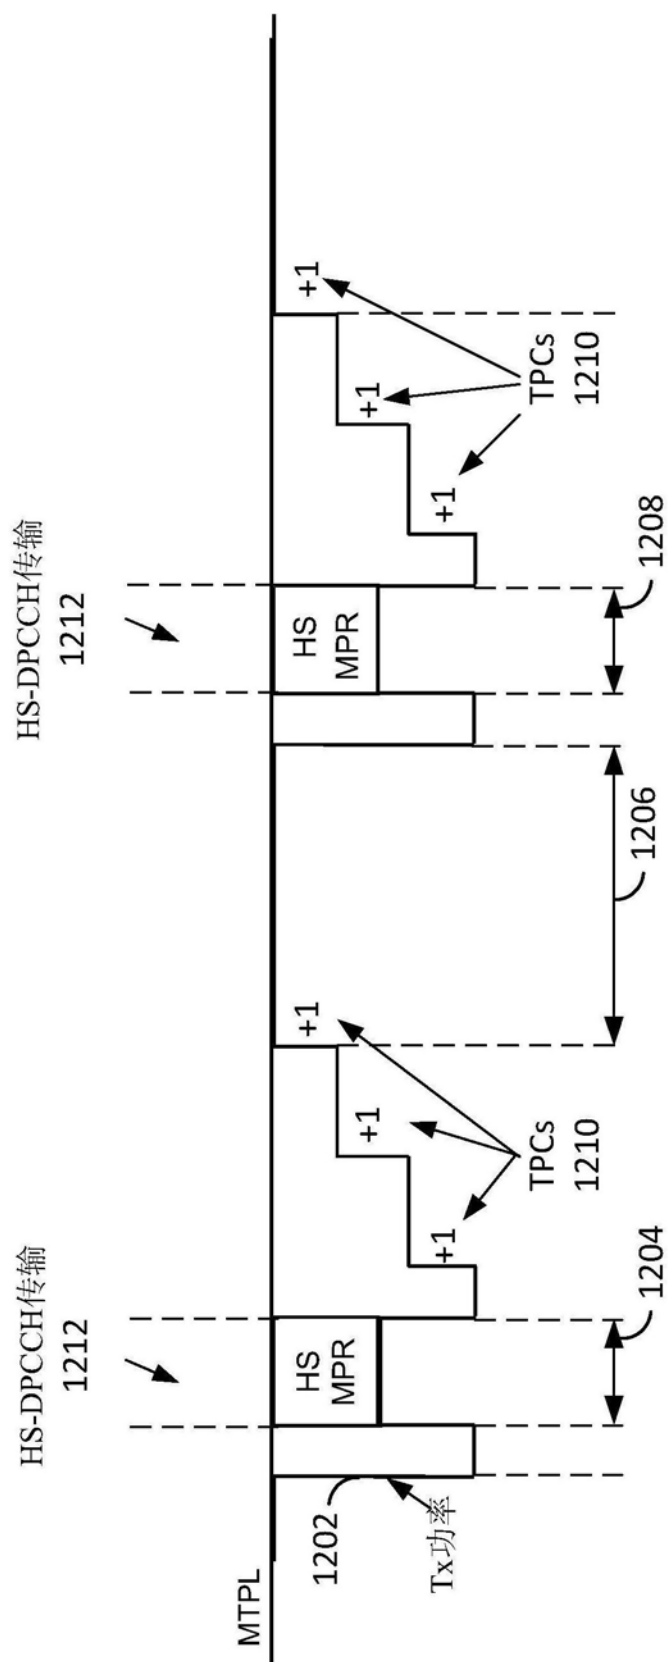 HS-DPCCH传输
1212
HS-DPCCH传输
1212
MTPL
HS
MPR
HS
MPR
+1
+1
+1
+1
+1
+1
1202
Tx功率
TPCs
1210
TPCs
1210
1204
1206
1208